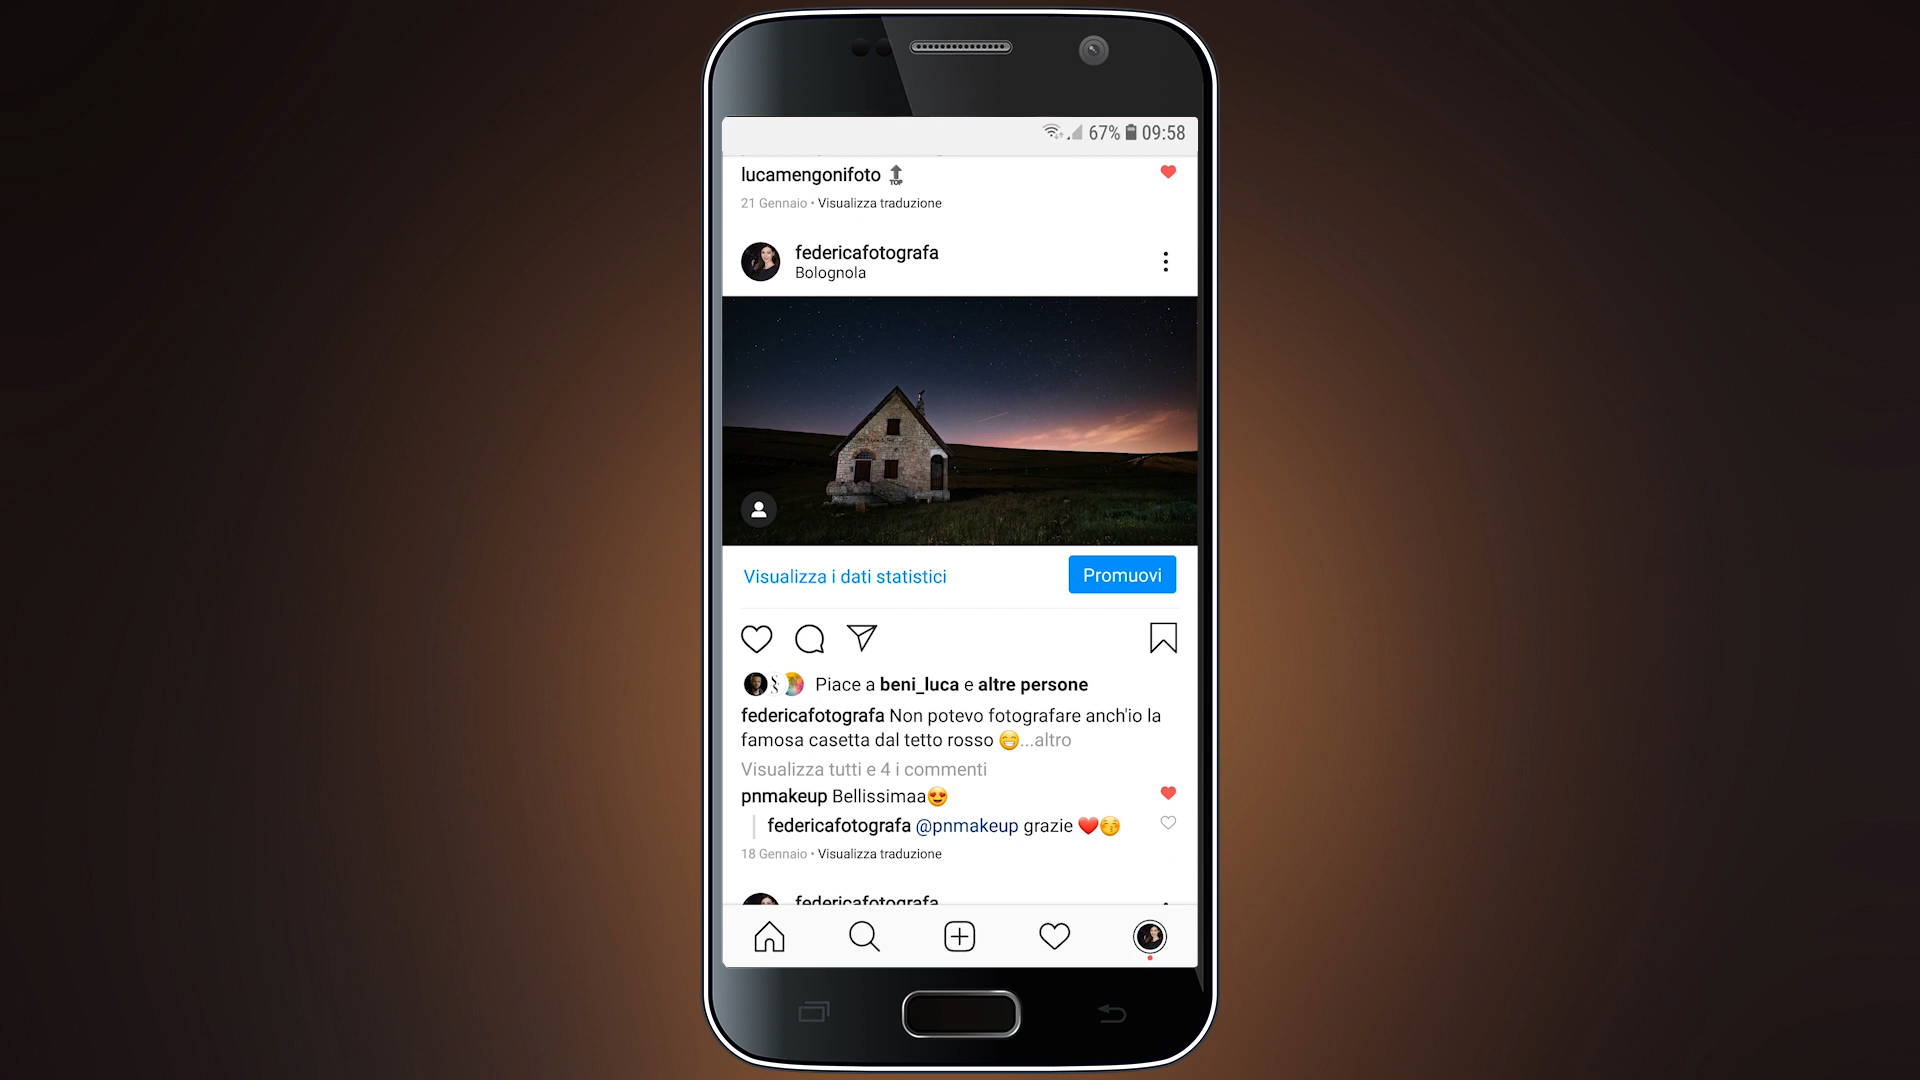 67% 09:58
lucamengonifoto 🔝
21 Gennaio • Visualizza traduzione
federicafotografa
Bolognola
Visualizza i dati statistici
Promuovi
Piace a beni_luca e altre persone
federicafotografa Non potevo fotografare anch'io la
famosa casetta dal tetto rosso 😁...altro
Visualizza tutti e 4 i commenti
pnmakeup Bellissimaa😍
federicafotografa @pnmakeup grazie ❤️😚
18 Gennaio • Visualizza traduzione
federicafotografa